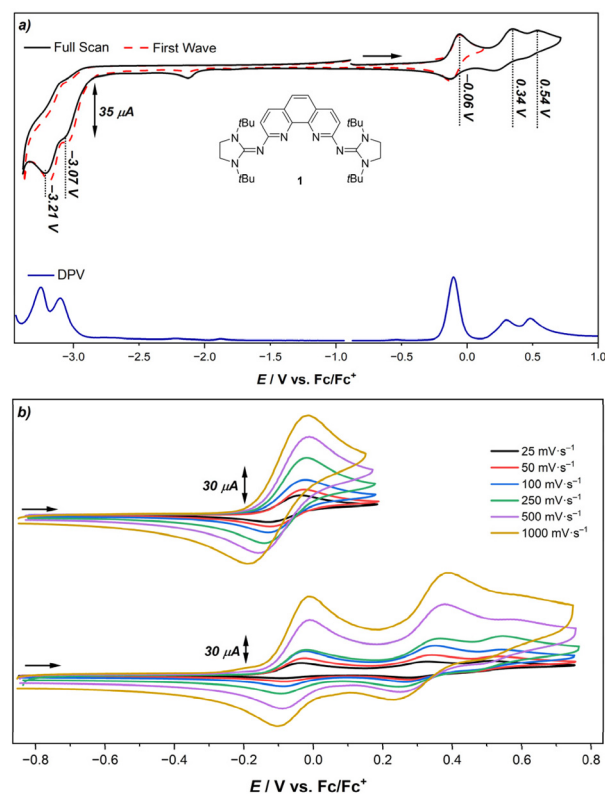 a)
Full Scan
First Wave
35 µA
−3.21 V
−3.07 V
tBu
tBu
N
N
N
N
N
N
N
N
tBu
tBu
1
−0.06 V
0.34 V
0.54 V
DPV
−3.0 −2.5 −2.0 −1.5 −1.0 −0.5 0.0 0.5 1.0
E / V vs. Fc/Fc⁺
b)
30 µA
25 mV·s⁻¹
50 mV·s⁻¹
100 mV·s⁻¹
250 mV·s⁻¹
500 mV·s⁻¹
1000 mV·s⁻¹
30 µA
−0.8 −0.6 −0.4 −0.2 0.0 0.2 0.4 0.6 0.8
E / V vs. Fc/Fc⁺